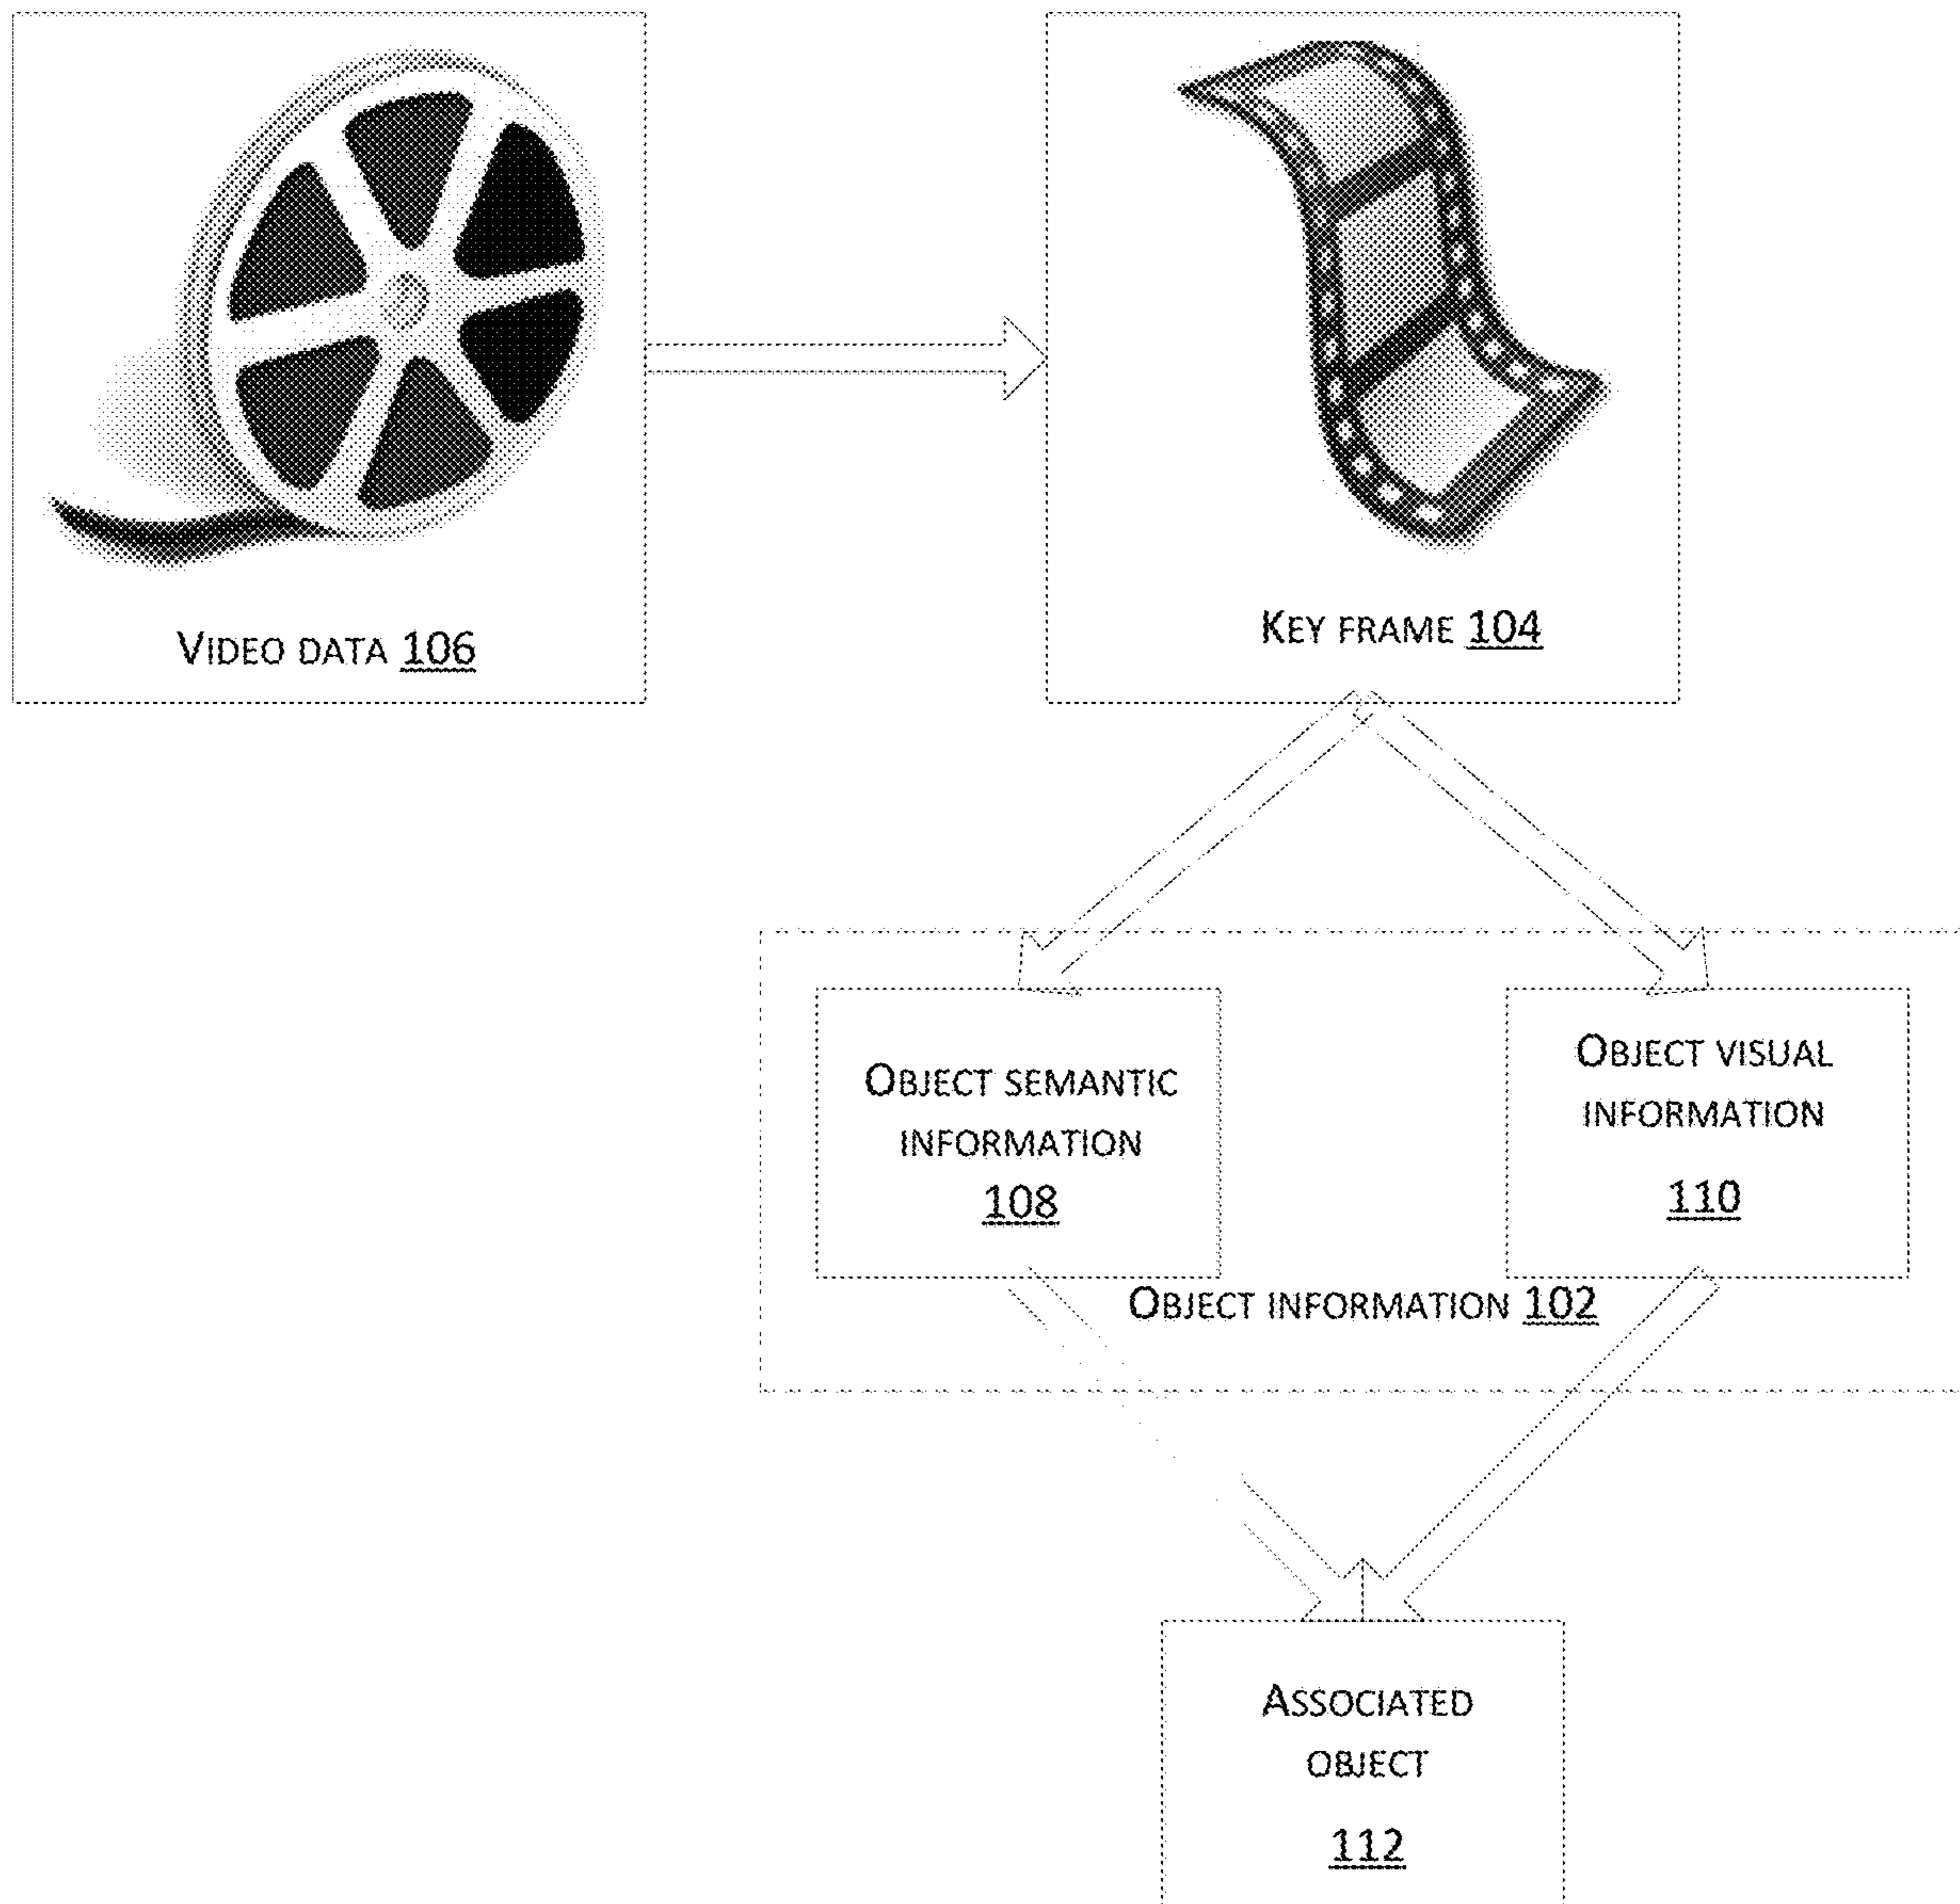 VIDEO DATA 106
KEY FRAME 104
OBJECT SEMANTIC
INFORMATION
108
OBJECT VISUAL
INFORMATION
110
OBJECT INFORMATION 102
ASSOCIATED
OBJECT
112